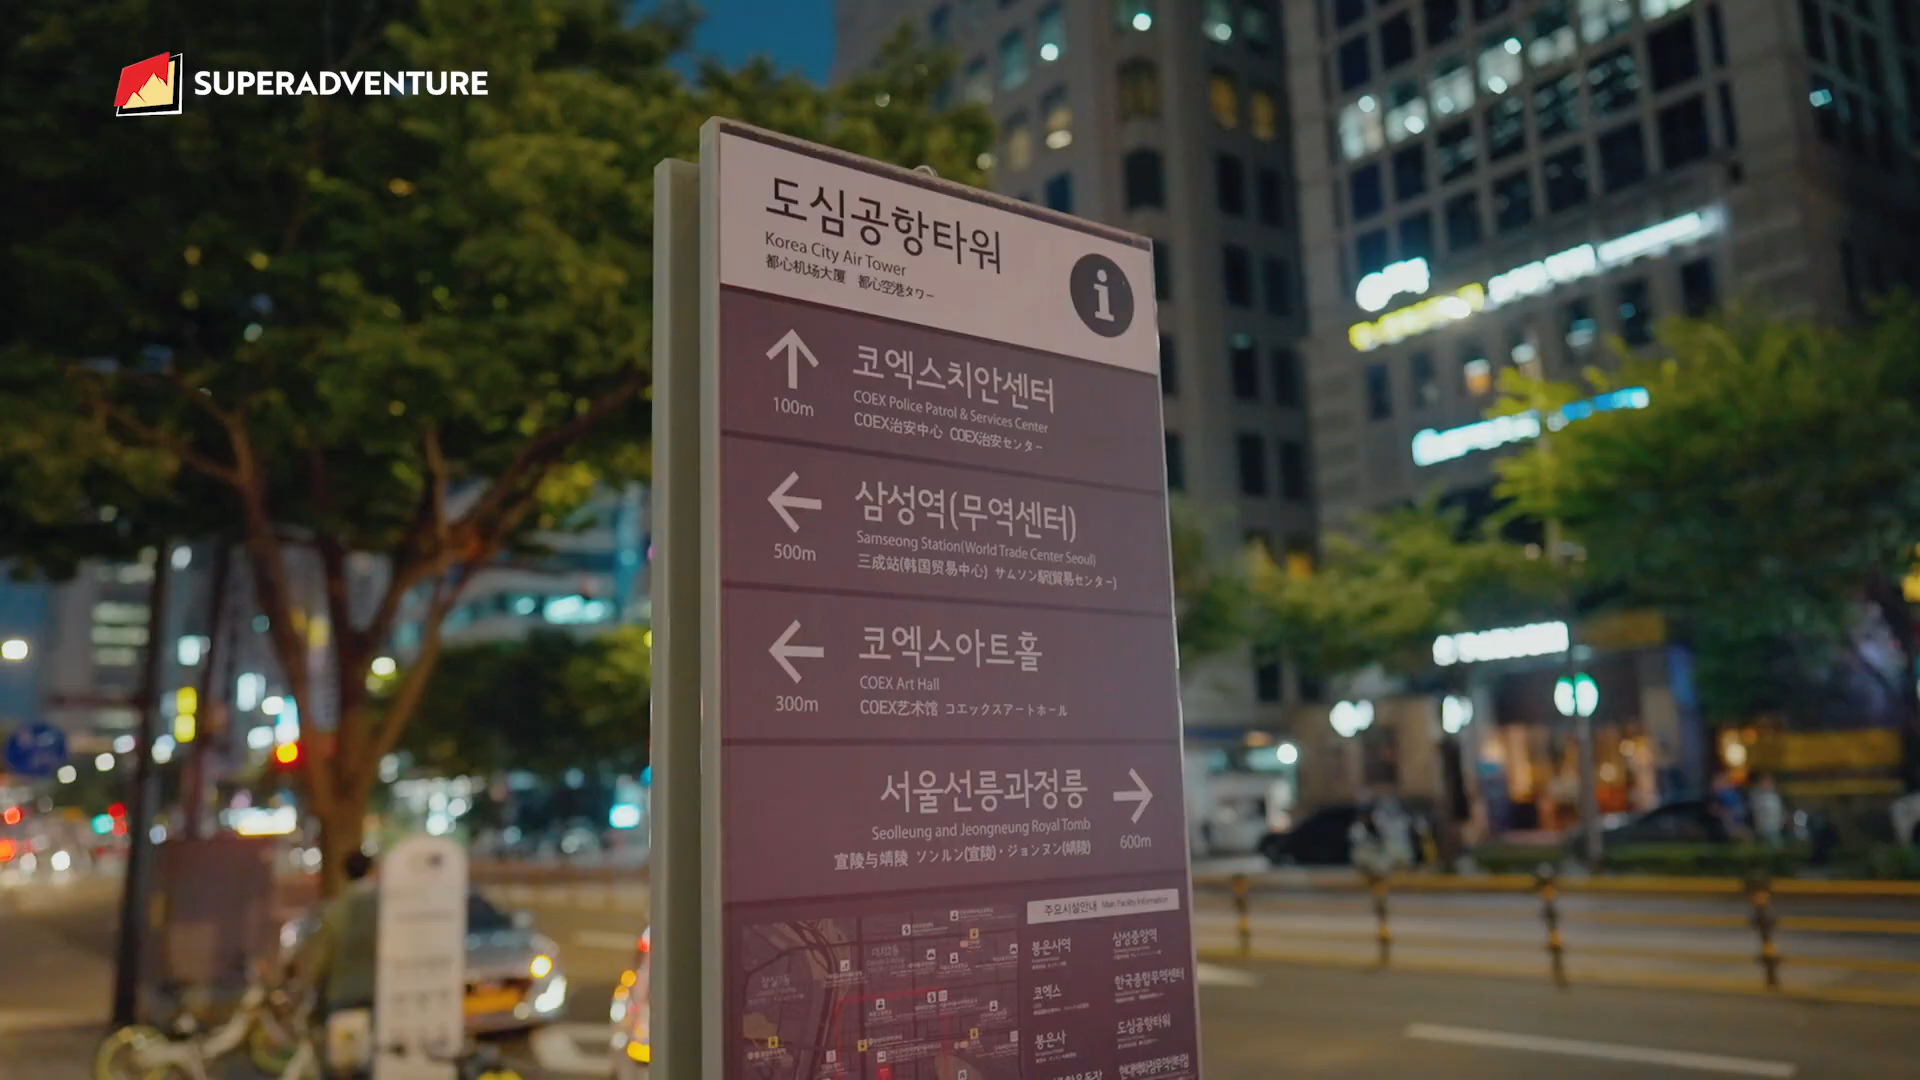 SUPERADVENTURE
도심공항타워
Korea City Air Tower
都心机场大厦 都心空港タワー
코엑스치안센터
COEX Police Patrol & Services Center
100m
COEX治安中心 COEX治安センター
삼성역(무역센터)
Samseong Station(World Trade Center Seoul)
500m
三成站(韩国贸易中心) サムソン駅(貿易センター)
코엑스아트홀
COEX Art Hall
300m
COEX艺术馆 コエックスアートホール
서울선릉과정릉
Seolleung and Jeongneung Royal Tomb
600m
宣陵与靖陵 ソンルン(宣陵)・ジョンヌン(靖陵)
주요시설안내 Main Facility Information
봉은사역
삼성중앙역
코엑스
한국종합무역센터
봉은사
도심공항타워